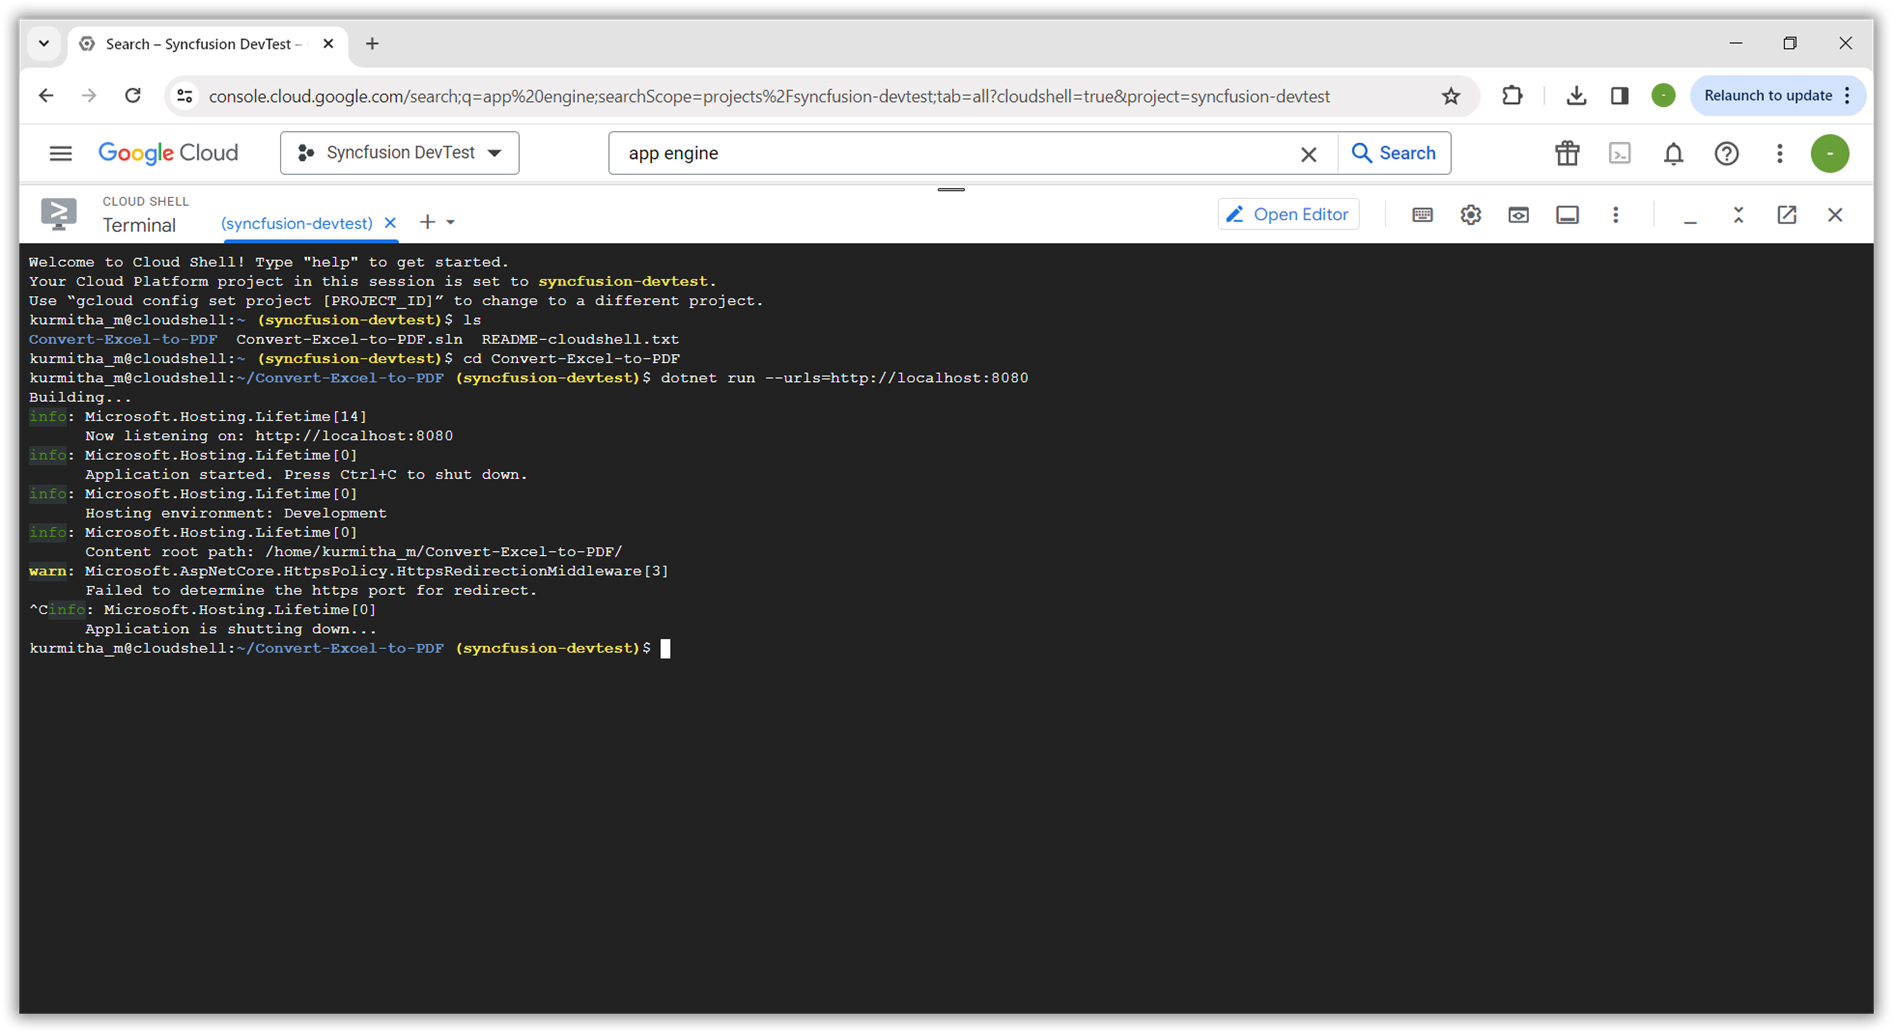 Search – Syncfusion DevTest –
console.cloud.google.com/search;q=app%20engine;searchScope=projects%2Fsyncfusion-devtest;tab=all?cloudshell=true&project=syncfusion-devtest
Relaunch to update
Google Cloud
Syncfusion DevTest
app engine
Search
CLOUD SHELL
Terminal
(syncfusion-devtest)
Open Editor
Welcome to Cloud Shell! Type "help" to get started.
Your Cloud Platform project in this session is set to syncfusion-devtest.
Use “gcloud config set project [PROJECT_ID]” to change to a different project.
kurmitha_m@cloudshell:~ (syncfusion-devtest)$ ls
Convert-Excel-to-PDF  Convert-Excel-to-PDF.sln  README-cloudshell.txt
kurmitha_m@cloudshell:~ (syncfusion-devtest)$ cd Convert-Excel-to-PDF
kurmitha_m@cloudshell:~/Convert-Excel-to-PDF (syncfusion-devtest)$ dotnet run --urls=http://localhost:8080
Building...
info: Microsoft.Hosting.Lifetime[14]
Now listening on: http://localhost:8080
info: Microsoft.Hosting.Lifetime[0]
Application started. Press Ctrl+C to shut down.
info: Microsoft.Hosting.Lifetime[0]
Hosting environment: Development
info: Microsoft.Hosting.Lifetime[0]
Content root path: /home/kurmitha_m/Convert-Excel-to-PDF/
warn: Microsoft.AspNetCore.HttpsPolicy.HttpsRedirectionMiddleware[3]
Failed to determine the https port for redirect.
^Cinfo: Microsoft.Hosting.Lifetime[0]
Application is shutting down...
kurmitha_m@cloudshell:~/Convert-Excel-to-PDF (syncfusion-devtest)$